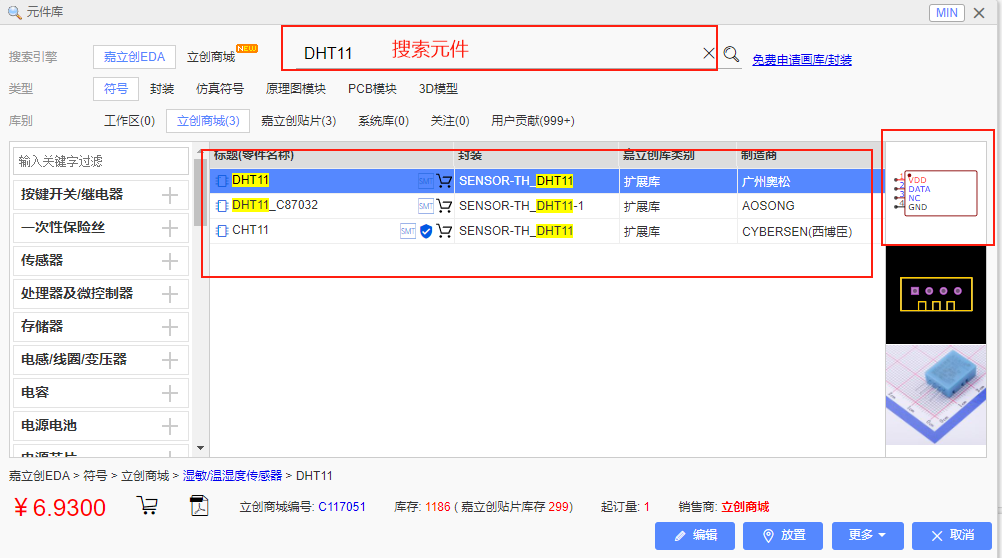 元件库 MIN
搜索引擎 嘉立创EDA 立创商城 NEW DHT11 搜索元件 免费申请画库/封装
类型 符号 封装 仿真符号 原理图模块 PCB模块 3D模型
库别 工作区(0) 立创商城(3) 嘉立创贴片(3) 系统库(0) 关注(0) 用户贡献(999+)
输入关键字过滤
按键开关/继电器
一次性保险丝
传感器
处理器及微控制器
存储器
电感/线圈/变压器
电容
电源电池
电源芯片
标题(零件名称) 封装 嘉立创库类别 制造商
DHT11 SMT SENSOR-TH_DHT11 扩展库 广州奥松
DHT11_C87032 SMT SENSOR-TH_DHT11-1 扩展库 AOSONG
CHT11 SMT SENSOR-TH_DHT11 扩展库 CYBERSEN(西博臣)
1 VDD
2 DATA
3 NC
4 GND
嘉立创EDA > 符号 > 立创商城 > 湿敏/温湿度传感器 > DHT11
¥6.9300 立创商城编号: C117051 库存: 1186 ( 嘉立创贴片库存 299) 起订量: 1 销售商: 立创商城
编辑 放置 更多 取消